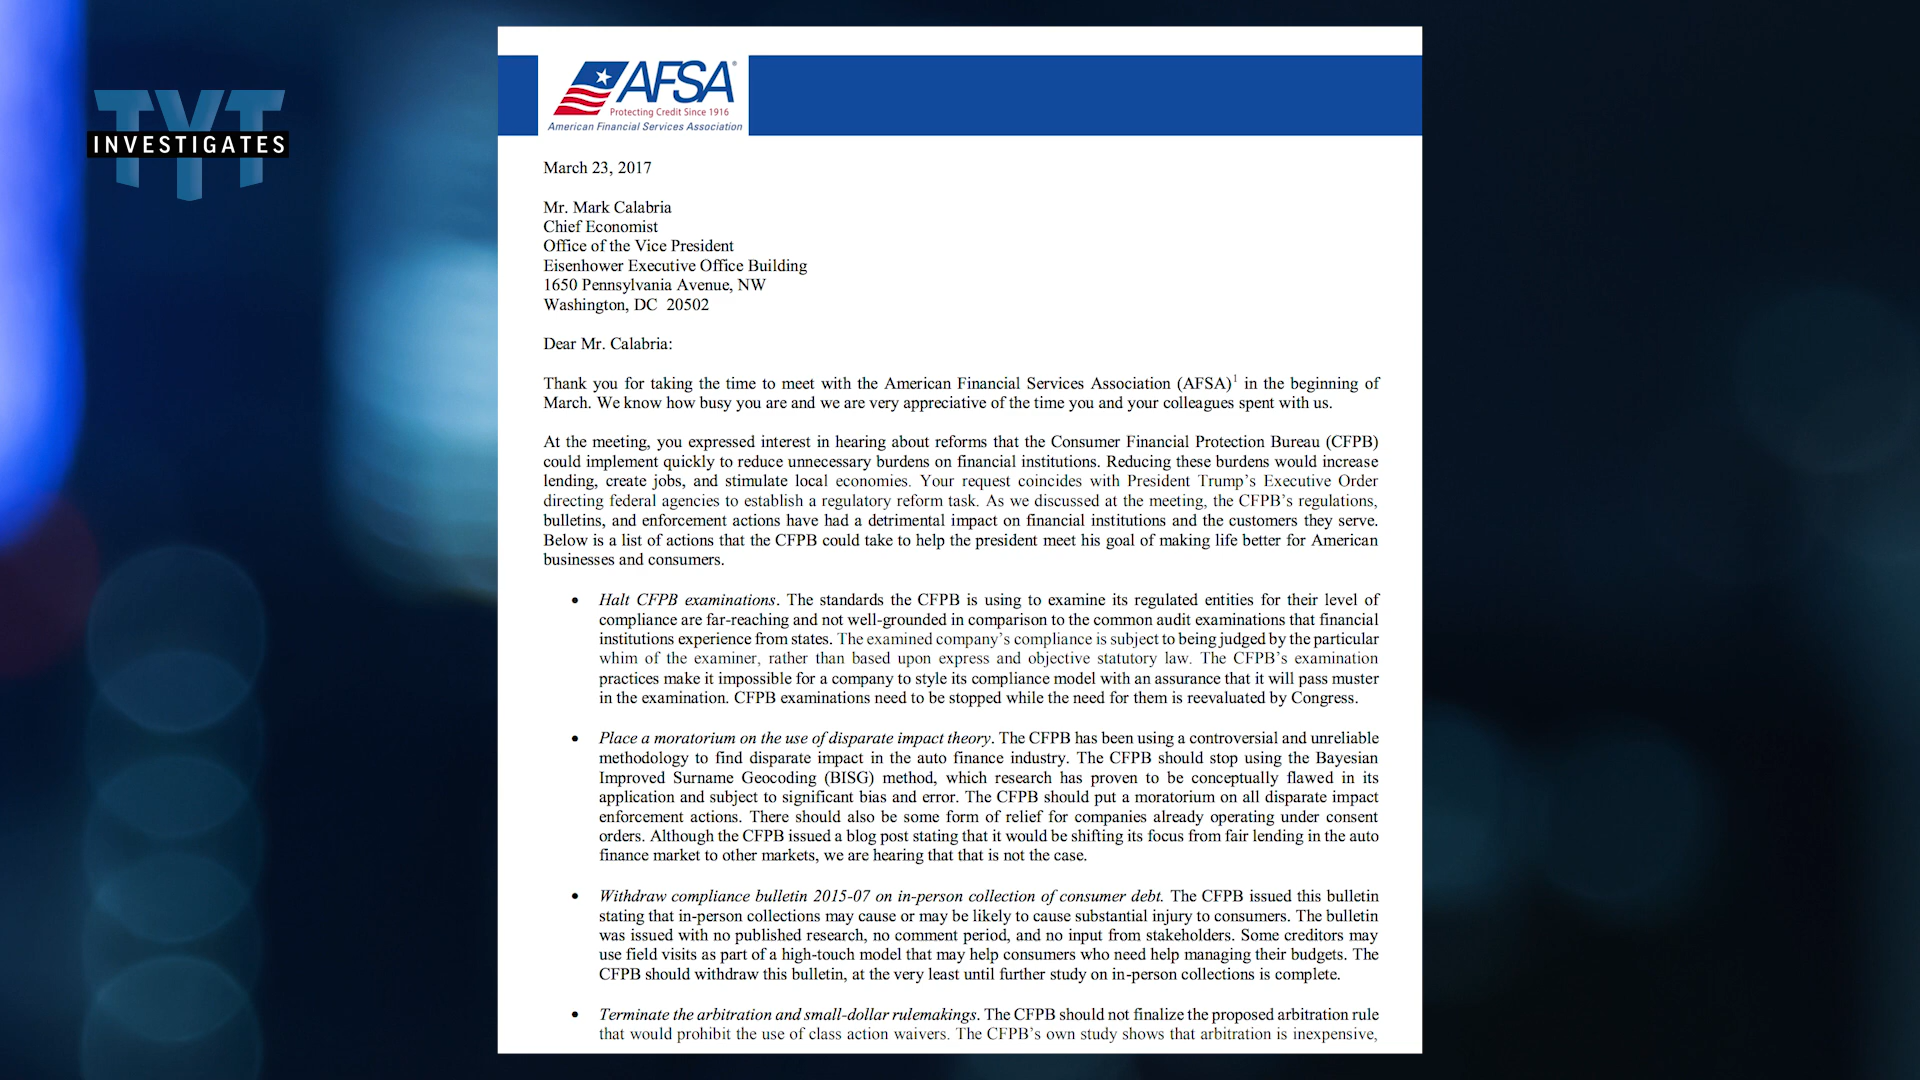 TYT
INVESTIGATES
AFSA®
Protecting Credit Since 1916
American Financial Services Association
March 23, 2017
Mr. Mark Calabria
Chief Economist
Office of the Vice President
Eisenhower Executive Office Building
1650 Pennsylvania Avenue, NW
Washington, DC  20502
Dear Mr. Calabria:
Thank you for taking the time to meet with the American Financial Services Association (AFSA)¹ in the beginning of
March. We know how busy you are and we are very appreciative of the time you and your colleagues spent with us.
At the meeting, you expressed interest in hearing about reforms that the Consumer Financial Protection Bureau (CFPB)
could implement quickly to reduce unnecessary burdens on financial institutions. Reducing these burdens would increase
lending, create jobs, and stimulate local economies. Your request coincides with President Trump's Executive Order
directing federal agencies to establish a regulatory reform task. As we discussed at the meeting, the CFPB's regulations,
bulletins, and enforcement actions have had a detrimental impact on financial institutions and the customers they serve.
Below is a list of actions that the CFPB could take to help the president meet his goal of making life better for American
businesses and consumers.
• Halt CFPB examinations. The standards the CFPB is using to examine its regulated entities for their level of
compliance are far-reaching and not well-grounded in comparison to the common audit examinations that financial
institutions experience from states. The examined company's compliance is subject to being judged by the particular
whim of the examiner, rather than based upon express and objective statutory law. The CFPB's examination
practices make it impossible for a company to style its compliance model with an assurance that it will pass muster
in the examination. CFPB examinations need to be stopped while the need for them is reevaluated by Congress.
• Place a moratorium on the use of disparate impact theory. The CFPB has been using a controversial and unreliable
methodology to find disparate impact in the auto finance industry. The CFPB should stop using the Bayesian
Improved Surname Geocoding (BISG) method, which research has proven to be conceptually flawed in its
application and subject to significant bias and error. The CFPB should put a moratorium on all disparate impact
enforcement actions. There should also be some form of relief for companies already operating under consent
orders. Although the CFPB issued a blog post stating that it would be shifting its focus from fair lending in the auto
finance market to other markets, we are hearing that that is not the case.
• Withdraw compliance bulletin 2015-07 on in-person collection of consumer debt. The CFPB issued this bulletin
stating that in-person collections may cause or may be likely to cause substantial injury to consumers. The bulletin
was issued with no published research, no comment period, and no input from stakeholders. Some creditors may
use field visits as part of a high-touch model that may help consumers who need help managing their budgets. The
CFPB should withdraw this bulletin, at the very least until further study on in-person collections is complete.
• Terminate the arbitration and small-dollar rulemakings. The CFPB should not finalize the proposed arbitration rule
that would prohibit the use of class action waivers. The CFPB's own study shows that arbitration is inexpensive,